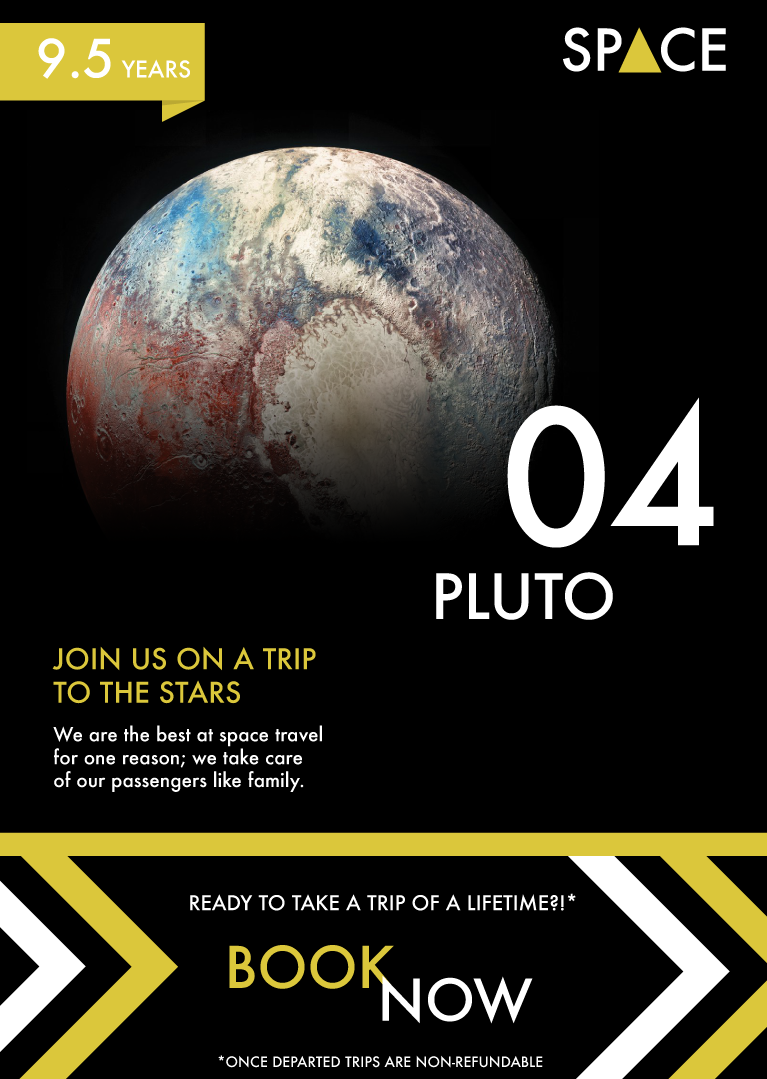 9.5 YEARS
SPACE
04
PLUTO
JOIN US ON A TRIP
TO THE STARS
We are the best at space travel
for one reason; we take care
of our passengers like family.
READY TO TAKE A TRIP OF A LIFETIME?!*
BOOK
NOW
*ONCE DEPARTED TRIPS ARE NON-REFUNDABLE